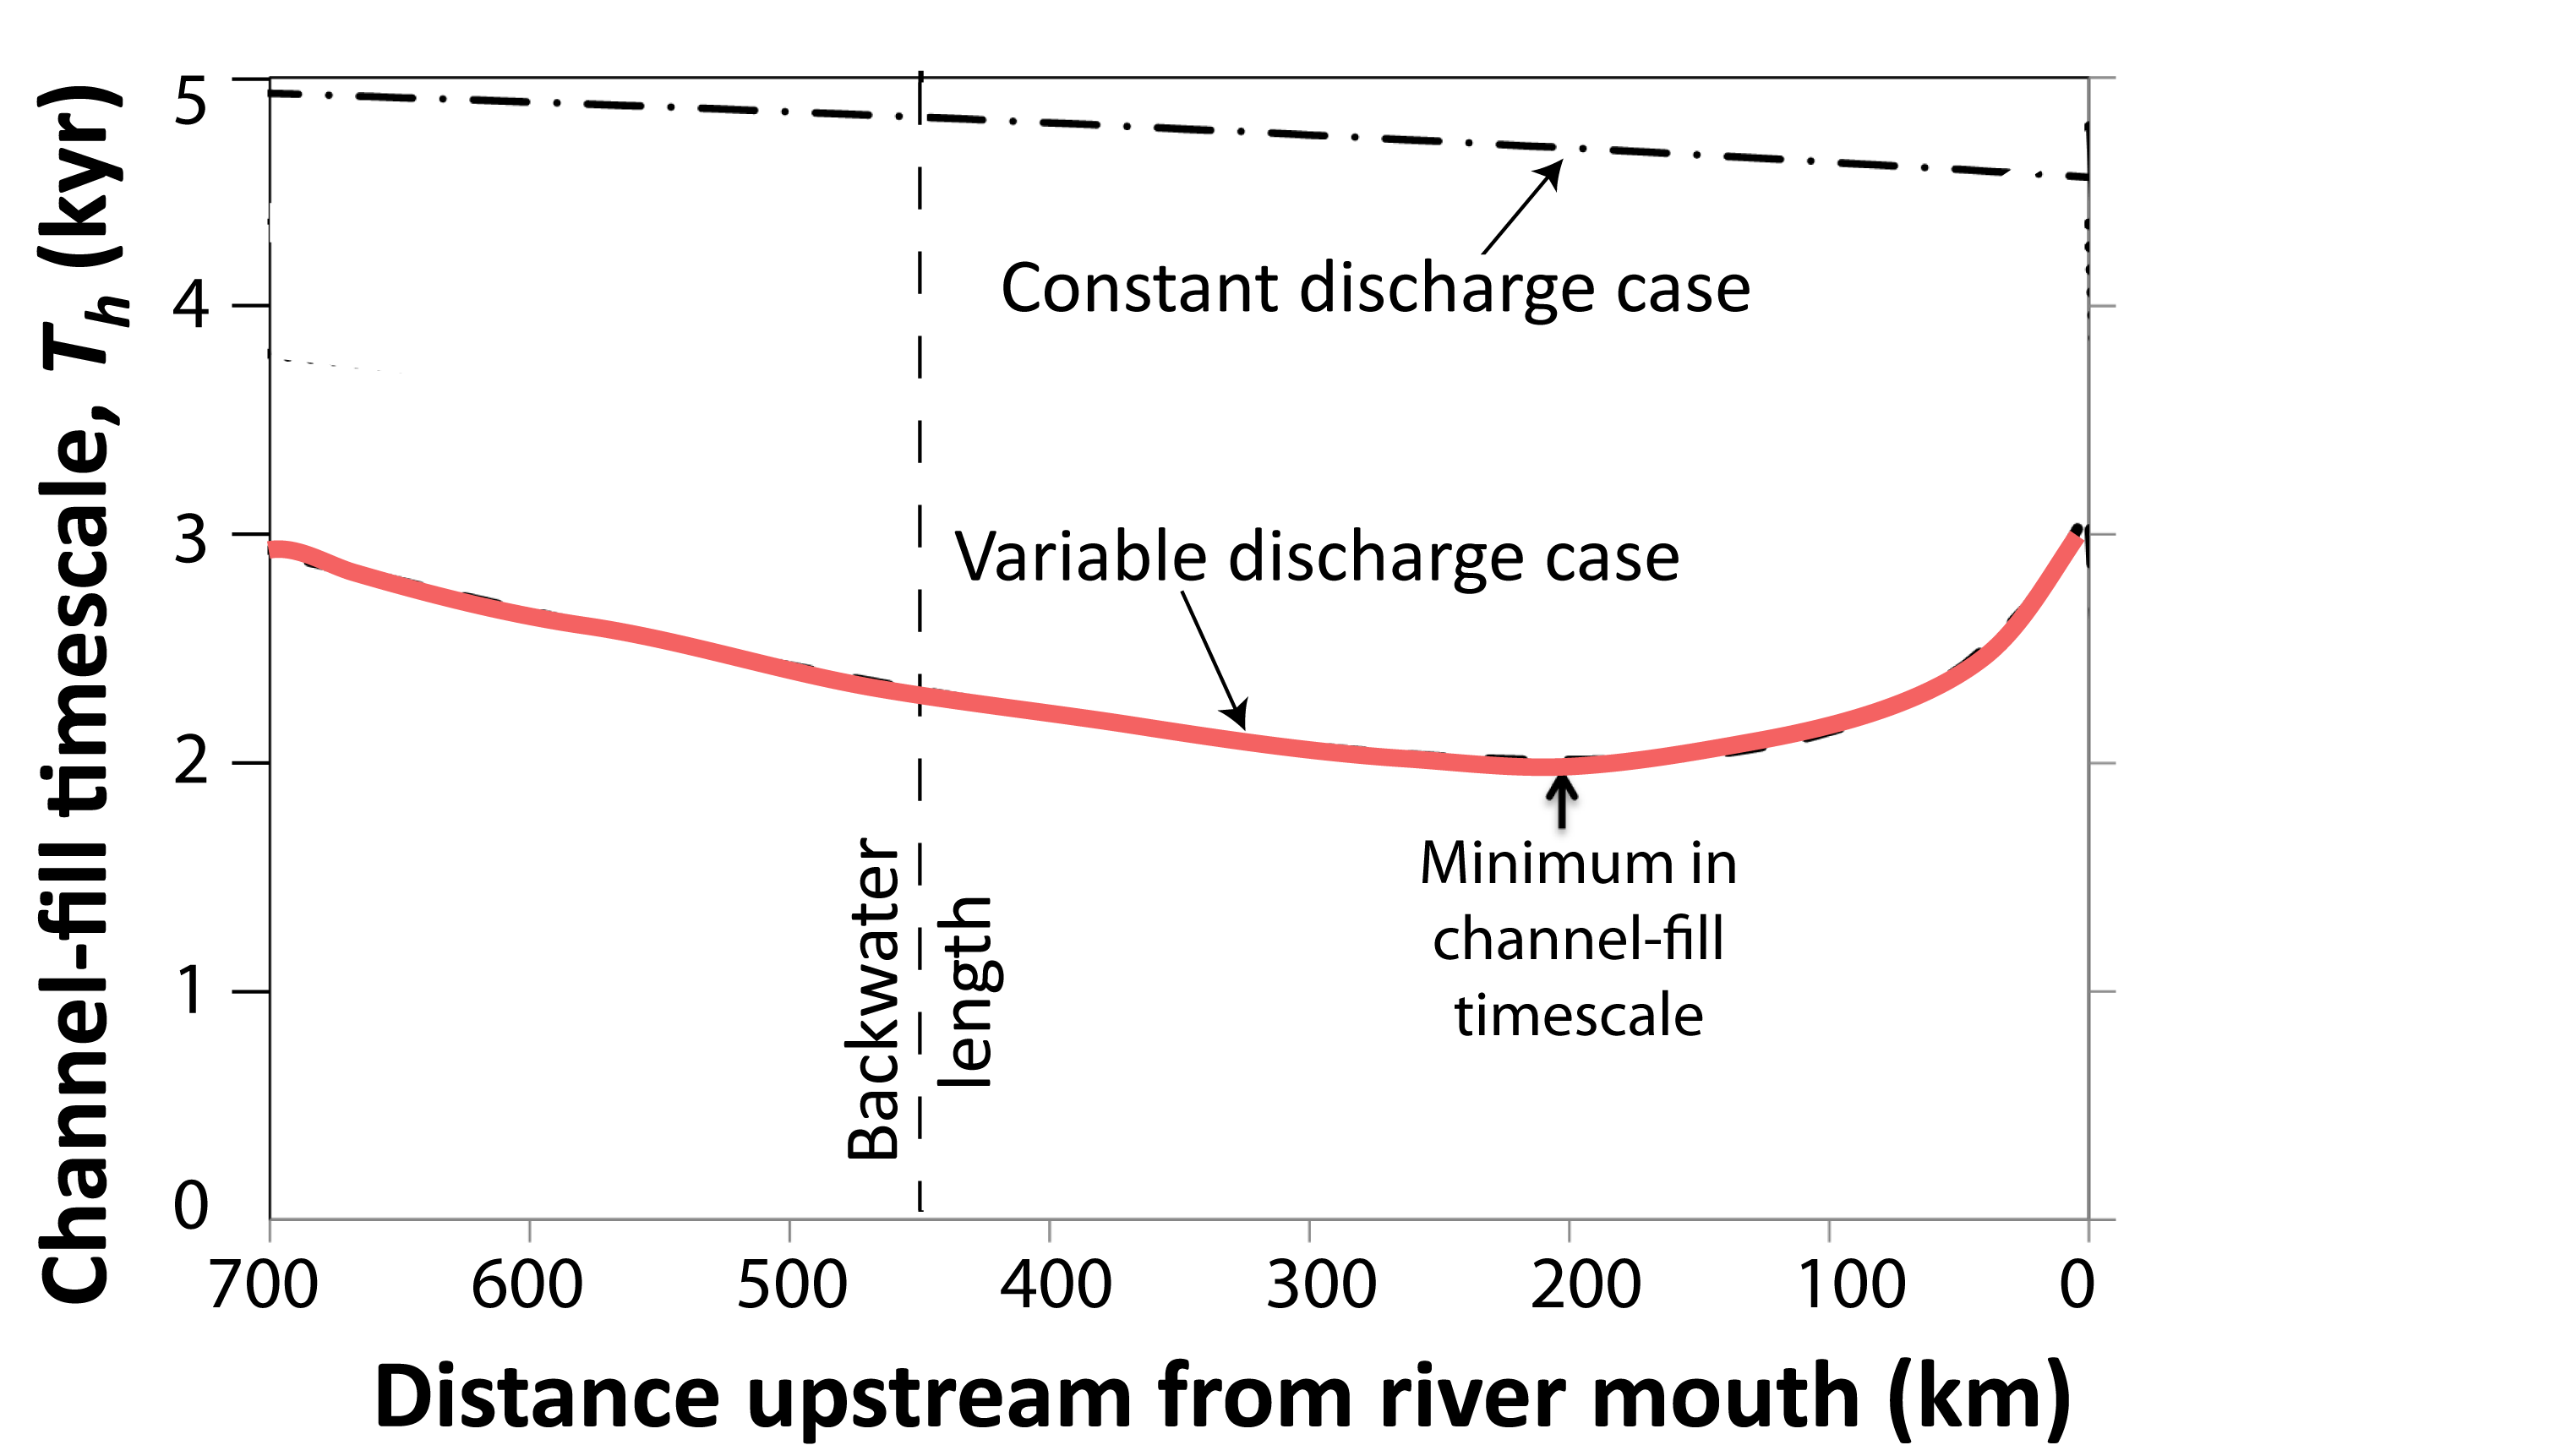 Channel-fill timescale, Th (kyr)
5
4
3
2
1
0
Constant discharge case
Variable discharge case
Backwater
length
Minimum in
channel-fill
timescale
700 600 500 400 300 200 100 0
Distance upstream from river mouth (km)